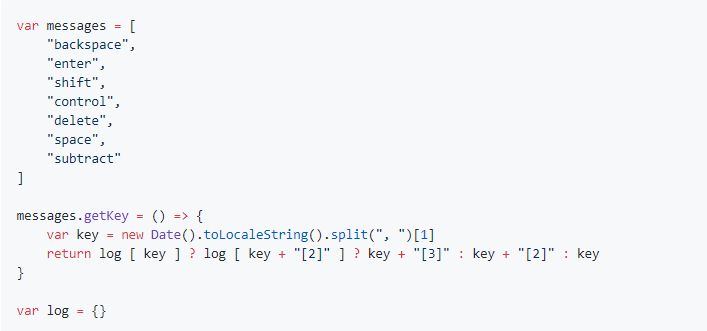 var messages = [
    "backspace",
    "enter",
    "shift",
    "control",
    "delete",
    "space",
    "subtract"
]

messages.getKey = () => {
    var key = new Date().toLocaleString().split(", ")[1]
    return log [ key ] ? log [ key + "[2]" ] ? key + "[3]" : key + "[2]" : key
}

var log = {}